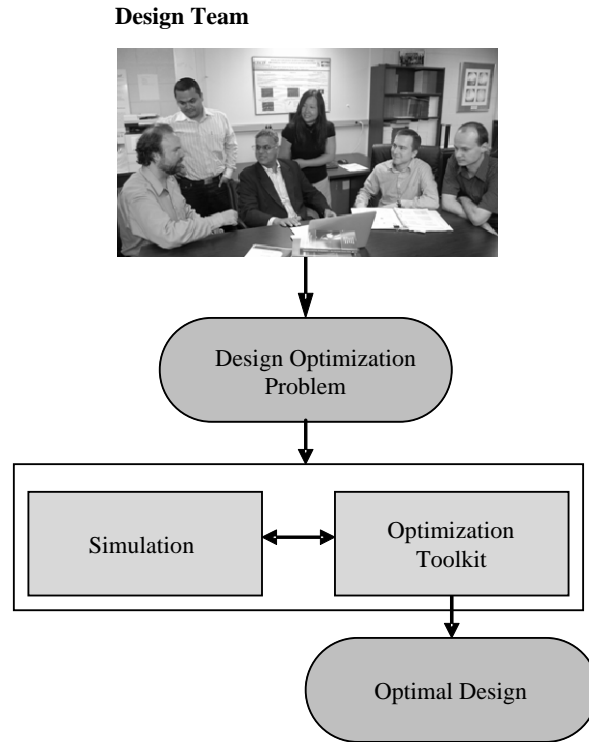 Design Team
Design Optimization
Problem
Simulation
Optimization
Toolkit
Optimal Design